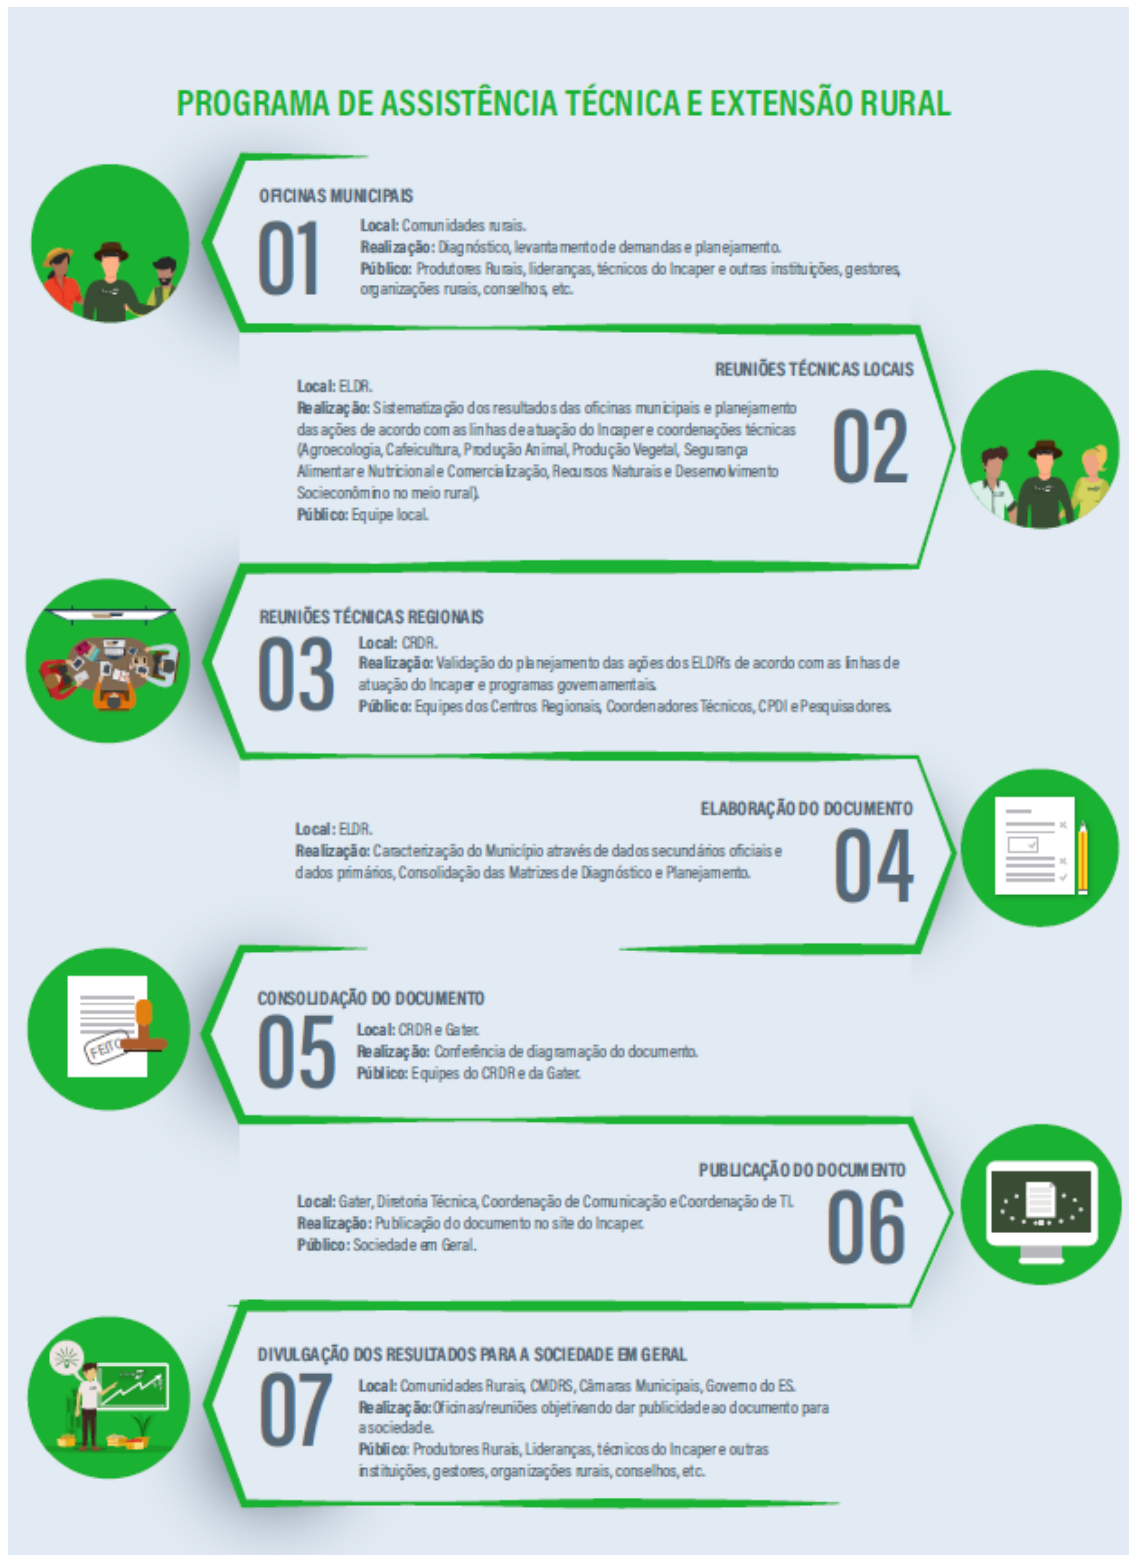 PROGRAMA DE ASSISTÊNCIA TÉCNICA E EXTENSÃO RURAL
OFICINAS MUNICIPAIS
01
Local: Comunidades rurais.
Realização: Diagnóstico, levantamento de demandas e planejamento.
Público: Produtores Rurais, lideranças, técnicos do Incaper e outras instituições, gestores,
organizações rurais, conselhos, etc.
REUNIÕES TÉCNICAS LOCAIS
02
Local: ELDR.
Realização: Sistematização dos resultados das oficinas municipais e planejamento
das ações de acordo com as linhas de atuação do Incaper e coordenações técnicas
(Agroecologia, Cafeicultura, Produção Animal, Produção Vegetal, Segurança
Alimentar e Nutricional e Comercialização, Recursos Naturais e Desenvolvimento
Socieconômino no meio rural).
Público: Equipe local.
REUNIÕES TÉCNICAS REGIONAIS
03
Local: CRDR.
Realização: Validação do planejamento das ações dos ELDR's de acordo com as linhas de
atuação do Incaper e programas governamentais.
Público: Equipes dos Centros Regionais, Coordenadores Técnicos, CPDI e Pesquisadores.
ELABORAÇÃO DO DOCUMENTO
04
Local: ELDR.
Realização: Caracterização do Município através de dados secundários oficiais e
dados primários, Consolidação das Matrizes de Diagnóstico e Planejamento.
CONSOLIDAÇÃO DO DOCUMENTO
05
Local: CRDR e Gater.
Realização: Conferência de diagramação do documento.
Público: Equipes do CRDR e da Gater.
FEITO
PUBLICAÇÃO DO DOCUMENTO
06
Local: Gater, Diretoria Técnica, Coordenação de Comunicação e Coordenação de TI.
Realização: Publicação do documento no site do Incaper.
Público: Sociedade em Geral.
DIVULGAÇÃO DOS RESULTADOS PARA A SOCIEDADE EM GERAL
07
Local: Comunidades Rurais, CMDRS, Câmaras Municipais, Governo do ES.
Realização: Oficinas/reuniões objetivando dar publicidade ao documento para
a sociedade.
Público: Produtores Rurais, Lideranças, técnicos do Incaper e outras
instituições, gestores, organizações rurais, conselhos, etc.